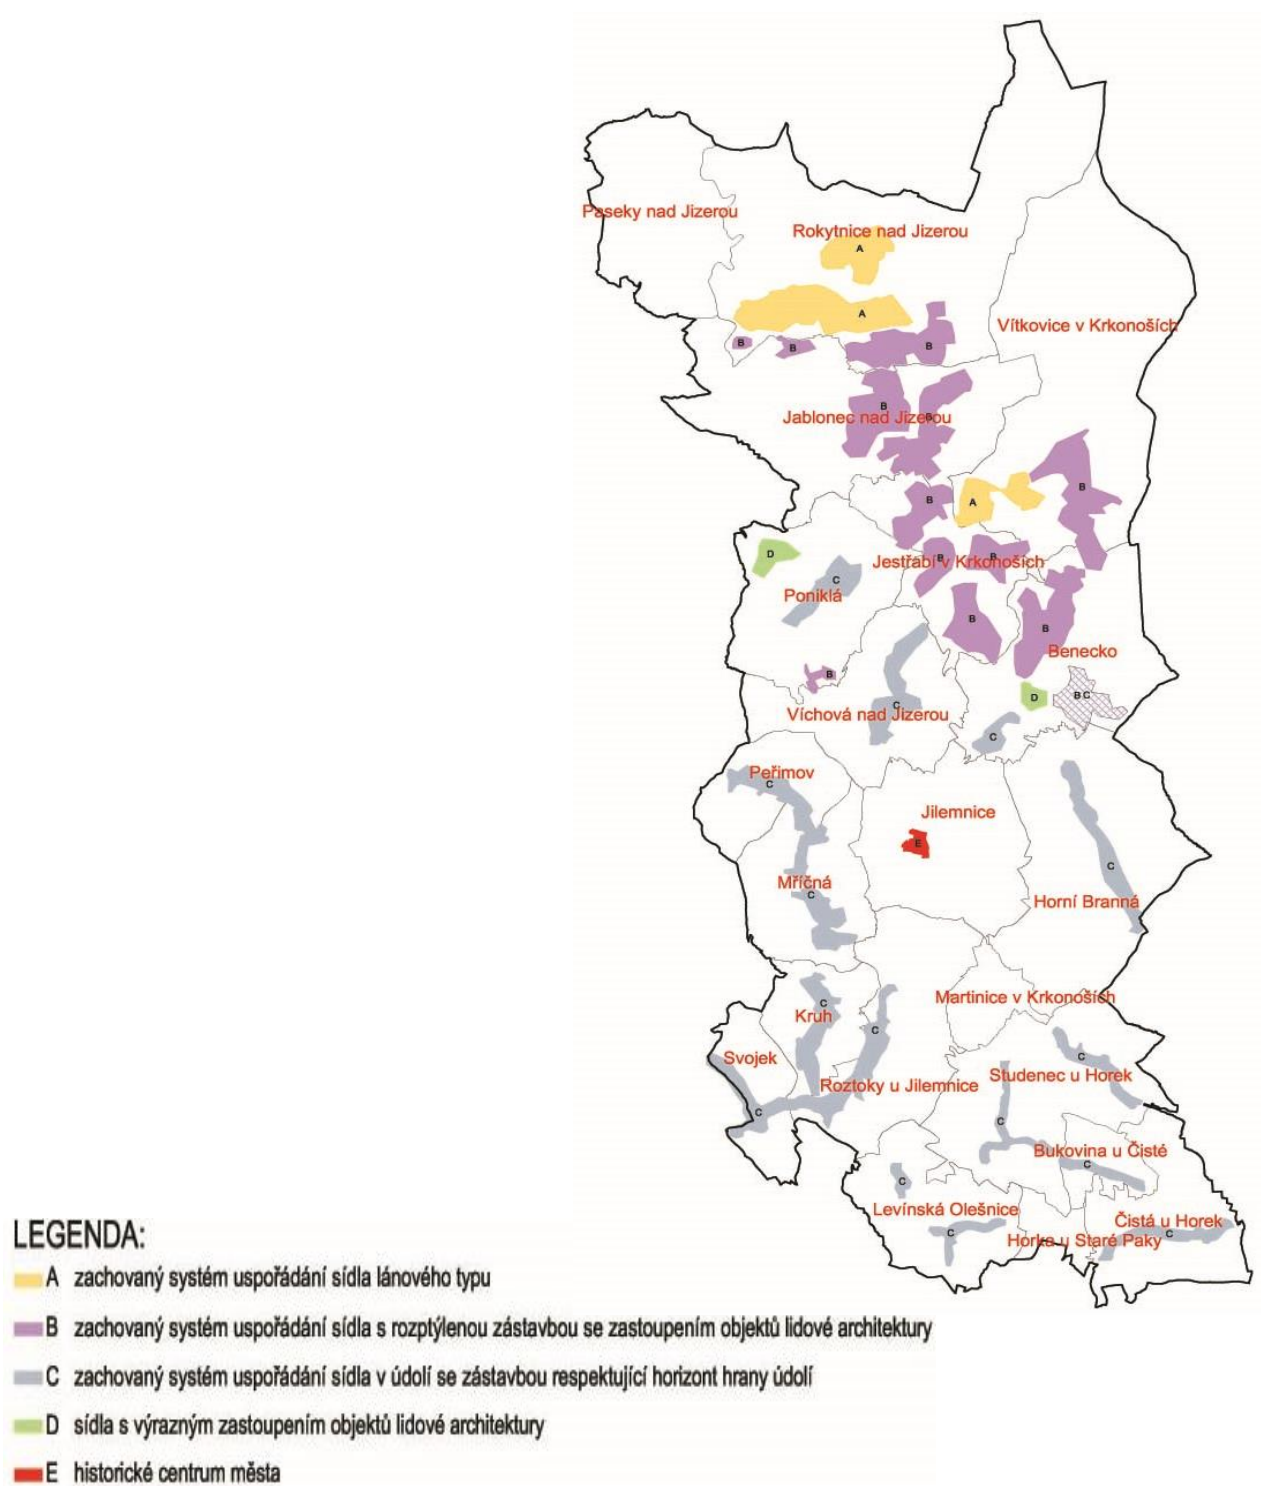 Paseky nad Jizerou
Rokytnice nad Jizerou
A
A
Vítkovice v Krkonoších
B
B
B
B
Jablonec nad Jizerou
B
B
A
B
D
B
B
Jestřabí v Krkonoších
C
Poniklá
B
B
Benecko
B
D
B C
C
Víchová nad Jizerou
C
Peřimov
C
Jilemnice
E
C
Mříčná
C
Horní Branná
Martinice v Krkonoších
C
Kruh
C
Svojek
C
Studenec u Horek
Roztoky u Jilemnice
C
C
Bukovina u Čisté
C
C
Levínská Olešnice
Čistá u Horek
C
C
Horka u Staré Paky
LEGENDA:
A zachovaný systém uspořádání sídla lánového typu
B zachovaný systém uspořádání sídla s rozptýlenou zástavbou se zastoupením objektů lidové architektury
C zachovaný systém uspořádání sídla v údolí se zástavbou respektující horizont hrany údolí
D sídla s výrazným zastoupením objektů lidové architektury
E historické centrum města